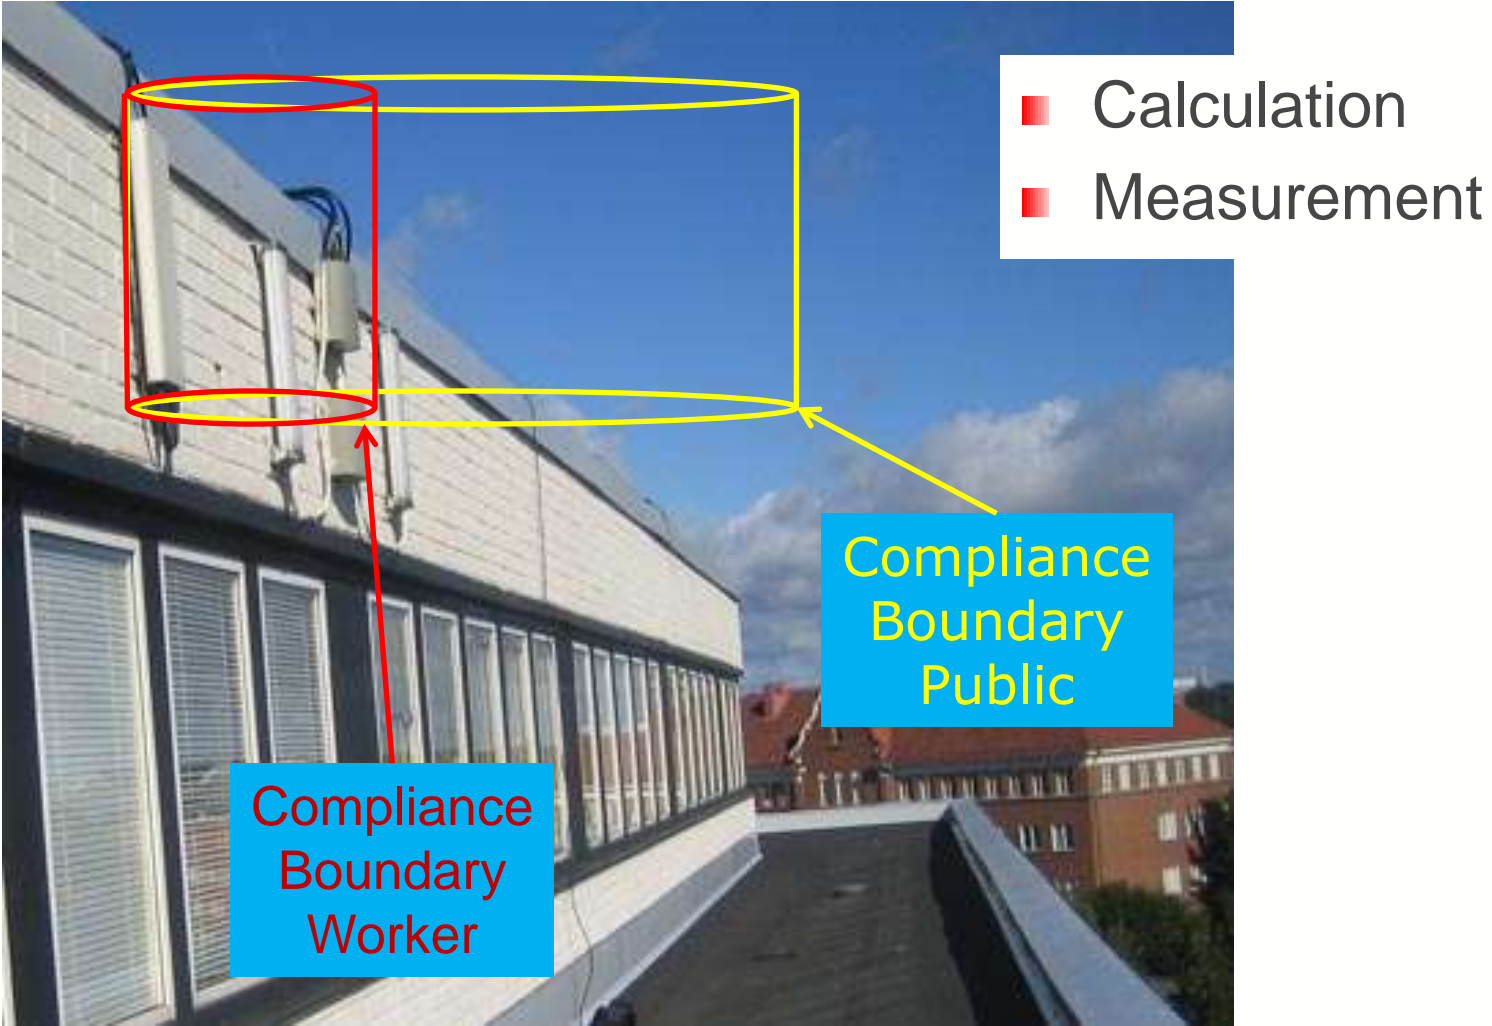 Calculation
Measurement
Compliance
Boundary
Public
Compliance
Boundary
Worker